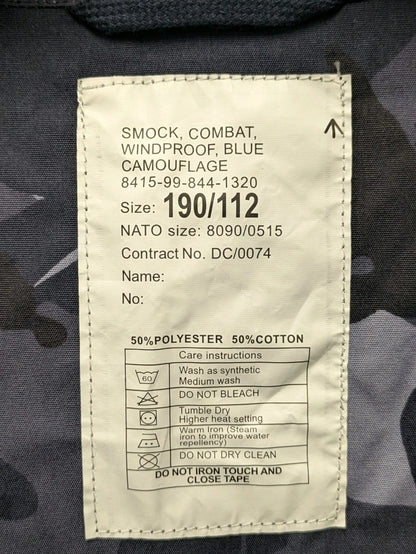 SMOCK, COMBAT,
WINDPROOF, BLUE
CAMOUFLAGE
8415-99-844-1320
Size: 190/112
NATO size: 8090/0515
Contract No. DC/0074
Name:
No:
50%POLYESTER 50%COTTON
Care instructions
60
Wash as synthetic
Medium wash
DO NOT BLEACH
Tumble Dry
Higher heat setting
Warm Iron (Steam
iron to improve water
repellency)
DO NOT DRY CLEAN
DO NOT IRON TOUCH AND
CLOSE TAPE